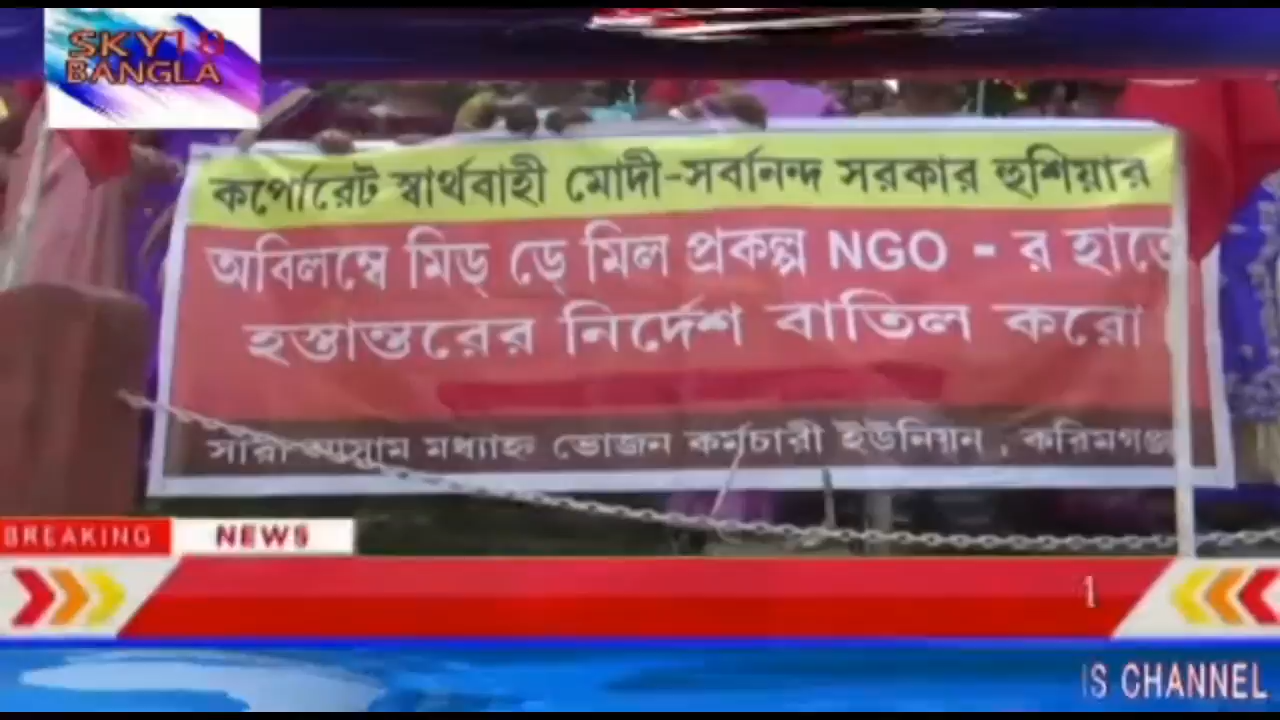 SKY18
BANGLA
কর্পোরেট স্বার্থবাহী মোদী-সর্বানন্দ সরকার হুশিয়ার
অবিলম্বে মিড্ ডে্ মিল প্রকল্প NGO - র হাতে
হস্তান্তরের নির্দেশ বাতিল করো
সারা আসাম মধ্যাহ্ন ভোজন কর্মচারী ইউনিয়ন , করিমগঞ্জ
BREAKING NEWS
1
IS CHANNEL